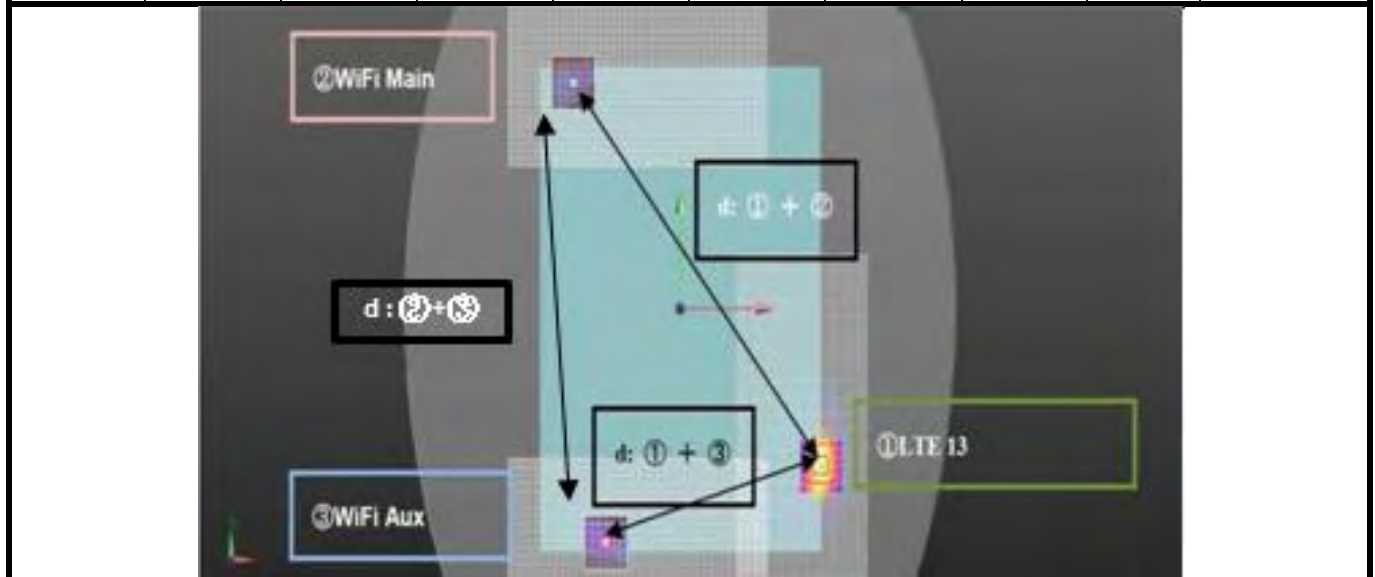 ②WiFi Main
d: ① + ②
d:②+③
d: ① + ③
①LTE 13
③WiFi Aux